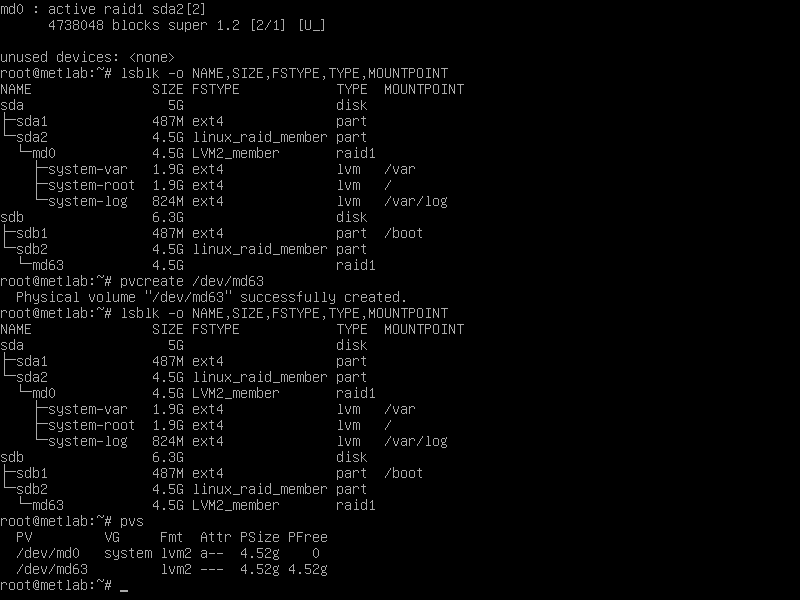 md0 : active raid1 sda2[2]
      4738048 blocks super 1.2 [2/1] [U_]

unused devices: <none>
root@metlab:~# lsblk -o NAME,SIZE,FSTYPE,TYPE,MOUNTPOINT
NAME               SIZE FSTYPE            TYPE  MOUNTPOINT
sda                  5G                   disk
├─sda1             487M ext4              part
└─sda2             4.5G linux_raid_member part
  └─md0            4.5G LVM2_member       raid1
    ├─system-var   1.9G ext4              lvm   /var
    ├─system-root  1.9G ext4              lvm   /
    └─system-log   824M ext4              lvm   /var/log
sdb                6.3G                   disk
├─sdb1             487M ext4              part  /boot
└─sdb2             4.5G linux_raid_member part
  └─md63           4.5G                   raid1
root@metlab:~# pvcreate /dev/md63
  Physical volume "/dev/md63" successfully created.
root@metlab:~# lsblk -o NAME,SIZE,FSTYPE,TYPE,MOUNTPOINT
NAME               SIZE FSTYPE            TYPE  MOUNTPOINT
sda                  5G                   disk
├─sda1             487M ext4              part
└─sda2             4.5G linux_raid_member part
  └─md0            4.5G LVM2_member       raid1
    ├─system-var   1.9G ext4              lvm   /var
    ├─system-root  1.9G ext4              lvm   /
    └─system-log   824M ext4              lvm   /var/log
sdb                6.3G                   disk
├─sdb1             487M ext4              part  /boot
└─sdb2             4.5G linux_raid_member part
  └─md63           4.5G LVM2_member       raid1
root@metlab:~# pvs
  PV         VG     Fmt  Attr PSize PFree
  /dev/md0   system lvm2 a--  4.52g    0
  /dev/md63         lvm2 ---  4.52g 4.52g
root@metlab:~# _